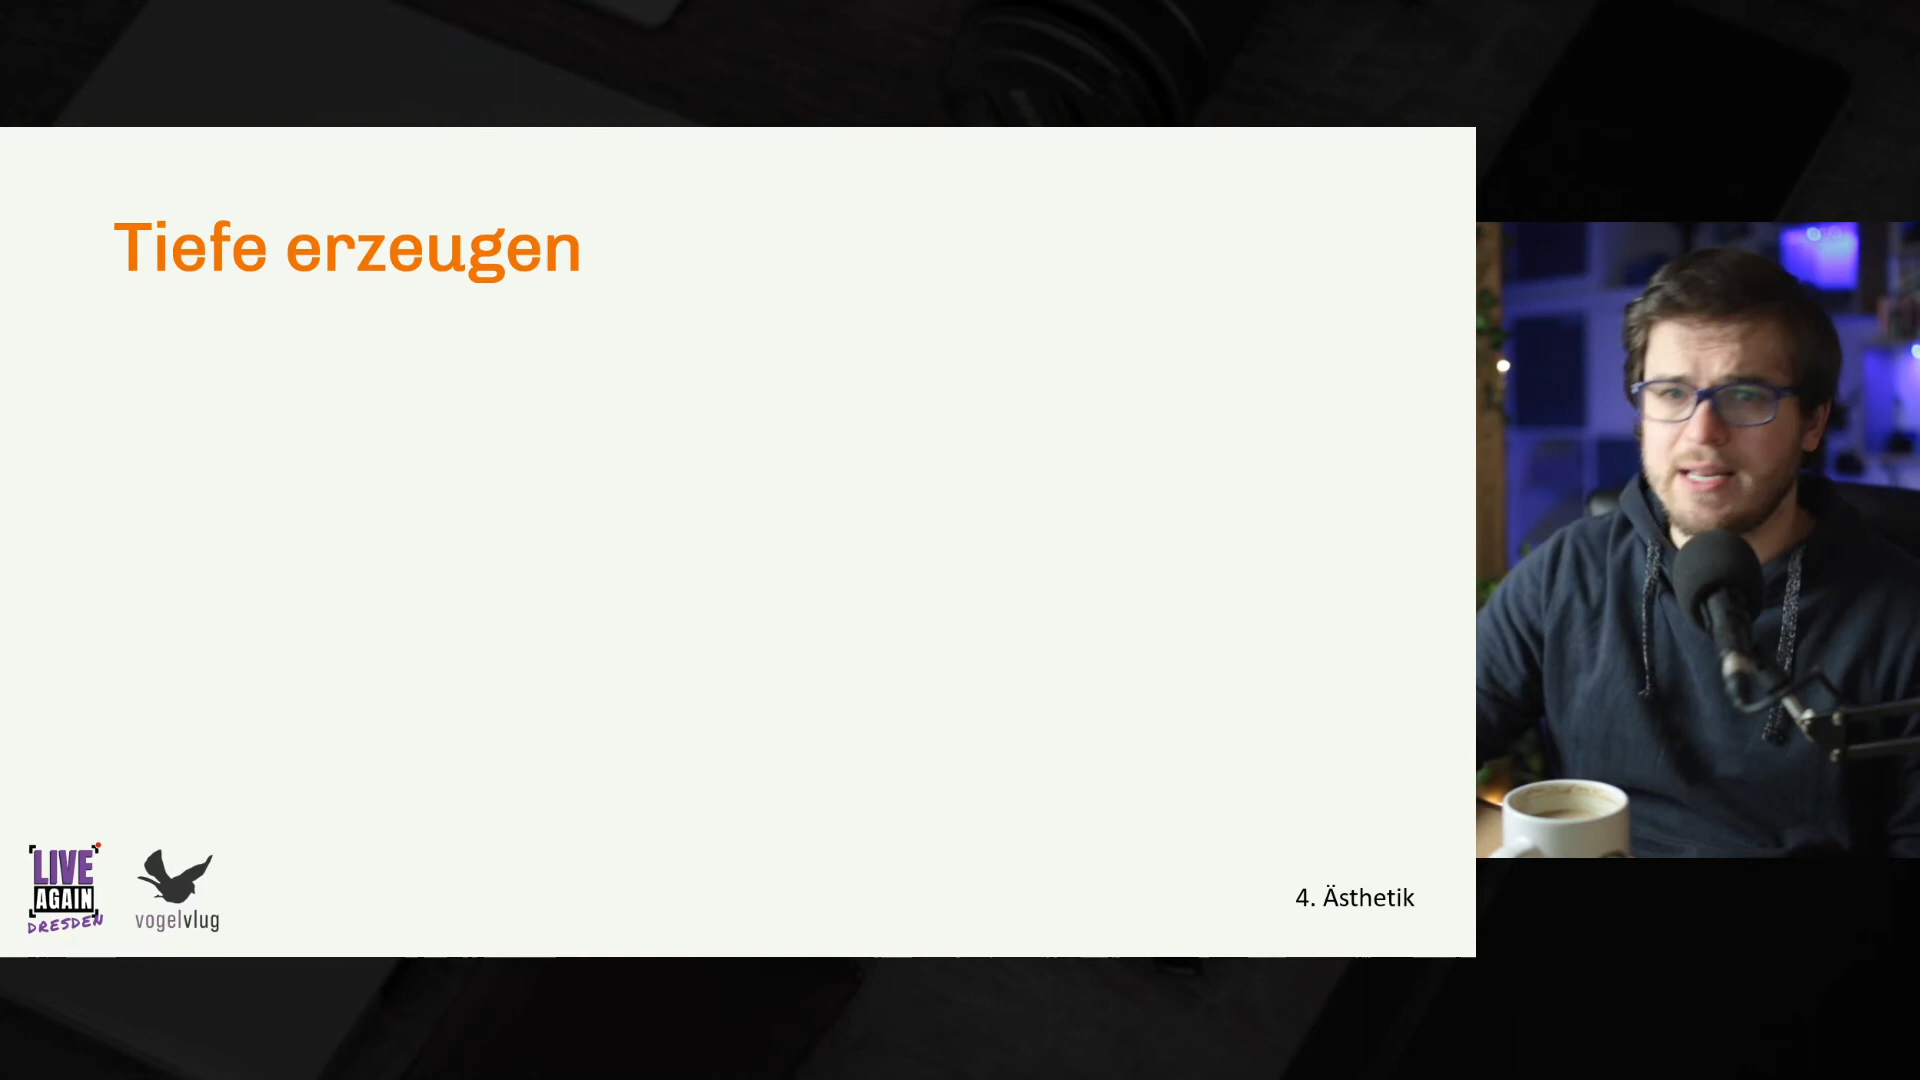 Tiefe erzeugen
LIVE
AGAIN
DRESDEN
vogelvlug
4. Ästhetik